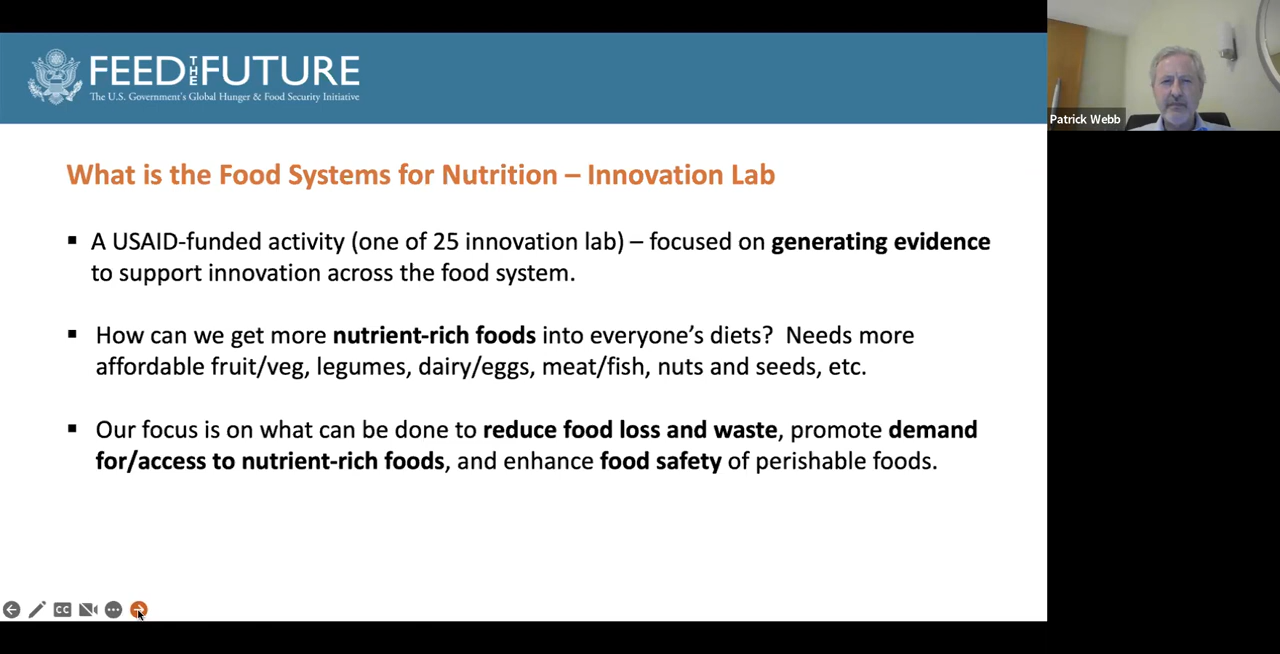 FEED THE FUTURE
The U.S. Government's Global Hunger & Food Security Initiative
Patrick Webb
What is the Food Systems for Nutrition – Innovation Lab
▪ A USAID-funded activity (one of 25 innovation lab) – focused on generating evidence
to support innovation across the food system.
▪ How can we get more nutrient-rich foods into everyone's diets? Needs more
affordable fruit/veg, legumes, dairy/eggs, meat/fish, nuts and seeds, etc.
▪ Our focus is on what can be done to reduce food loss and waste, promote demand
for/access to nutrient-rich foods, and enhance food safety of perishable foods.
CC